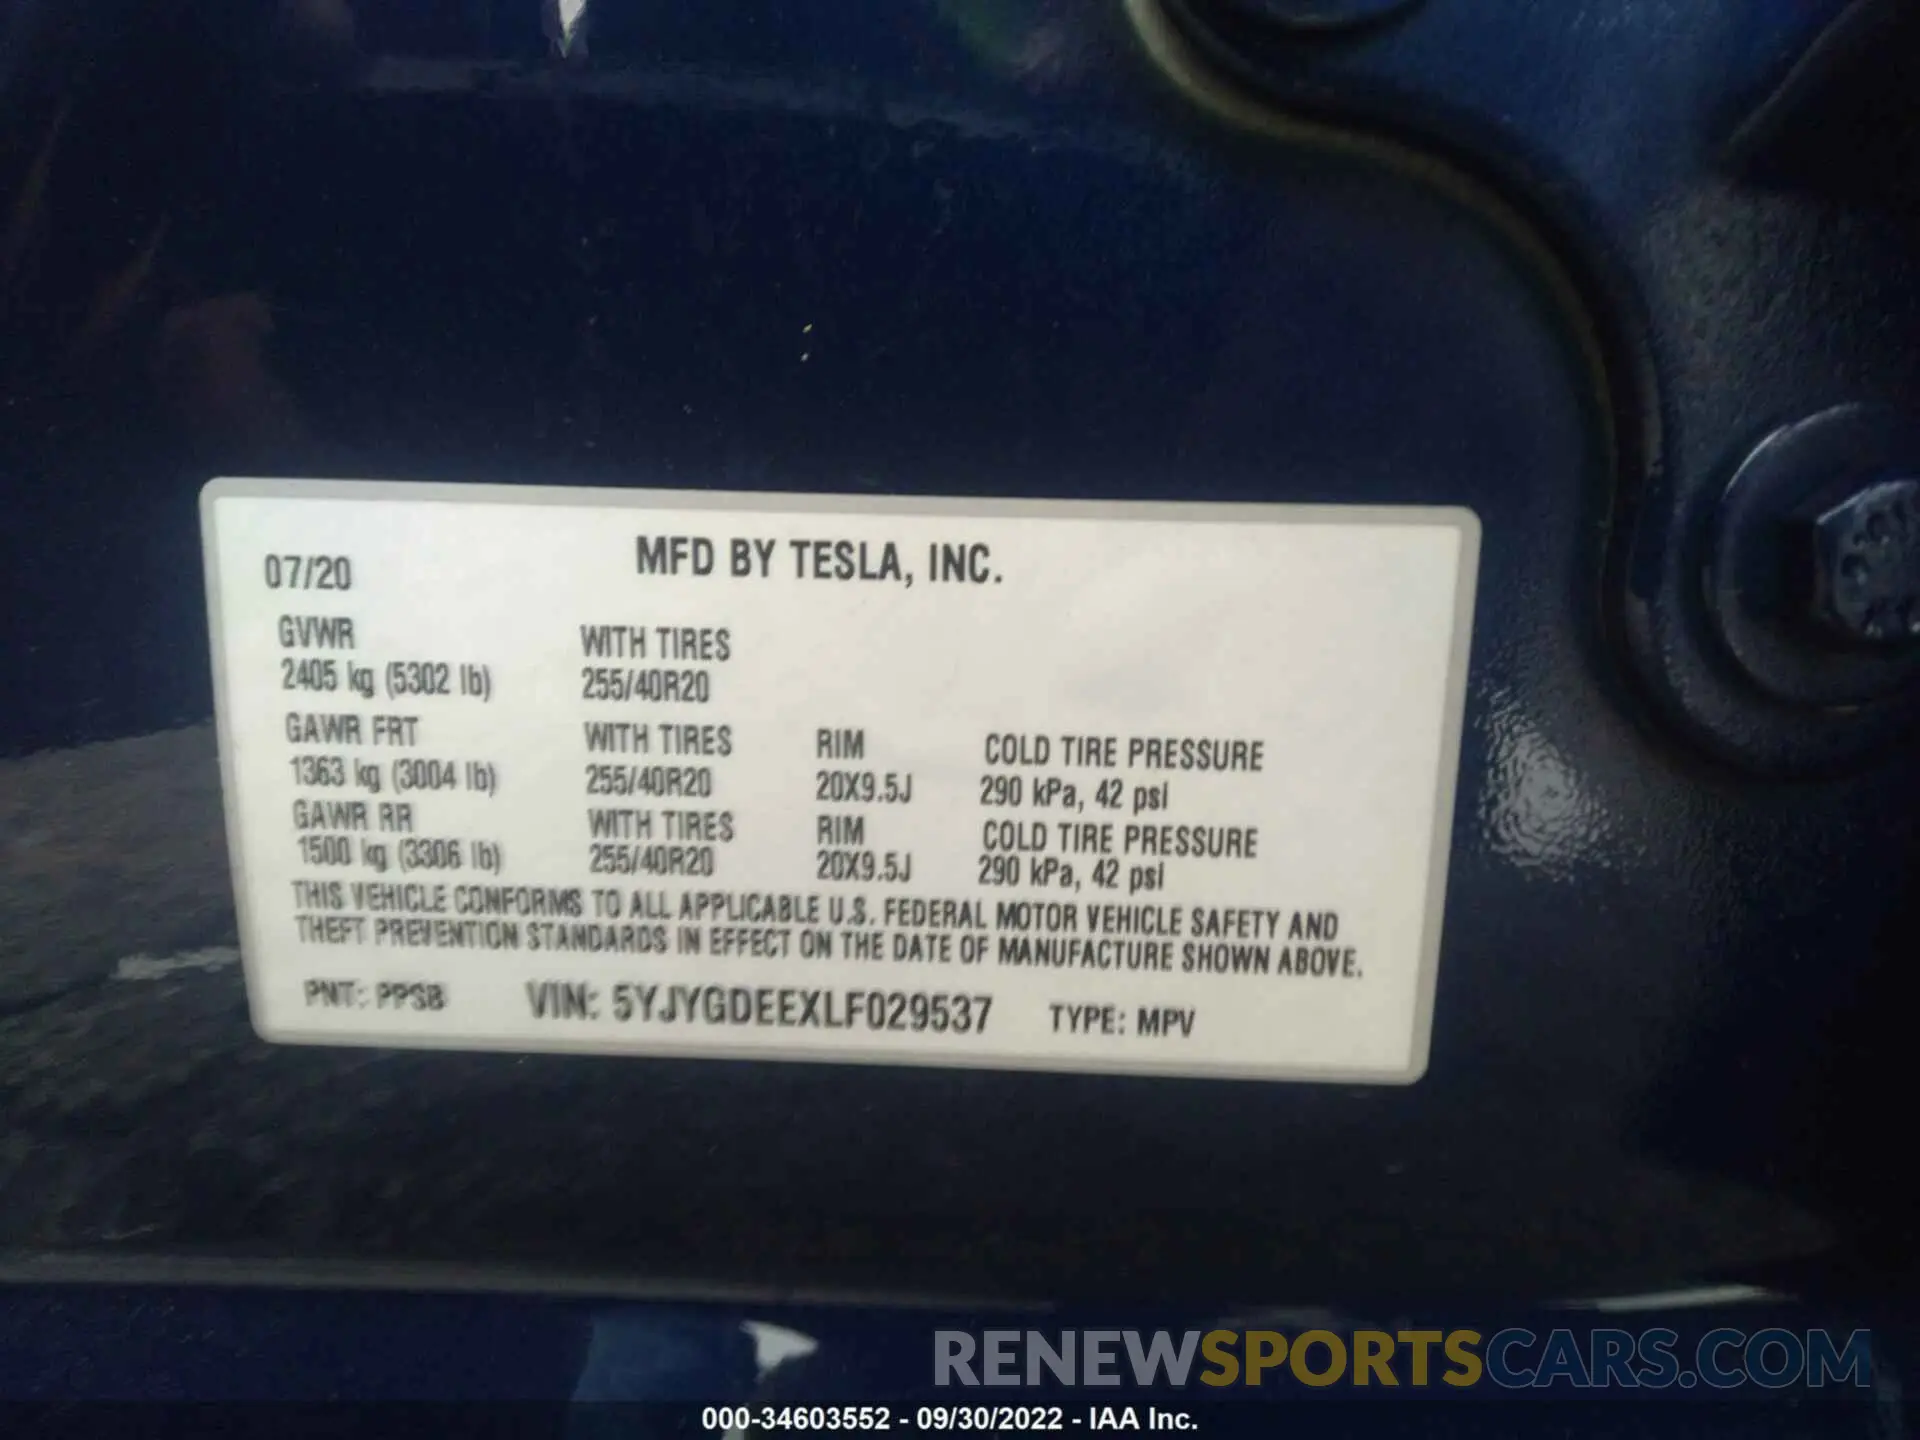 MFD BY TESLA, INC.
07/20
GVWR WITH TIRES
2405 kg (5302 lb) 255/40R20
GAWR FRT WITH TIRES RIM COLD TIRE PRESSURE
1363 kg (3004 lb) 255/40R20 20X9.5J 290 kPa, 42 psi
GAWR RR WITH TIRES RIM COLD TIRE PRESSURE
1500 kg (3306 lb) 255/40R20 20X9.5J 290 kPa, 42 psi
THIS VEHICLE CONFORMS TO ALL APPLICABLE U.S. FEDERAL MOTOR VEHICLE SAFETY AND
THEFT PREVENTION STANDARDS IN EFFECT ON THE DATE OF MANUFACTURE SHOWN ABOVE.
PNT: PPSB VIN: 5YJYGDEEXLF029537 TYPE: MPV
RENEWSPORTSCARS.COM
000-34603552 - 09/30/2022 - IAA Inc.